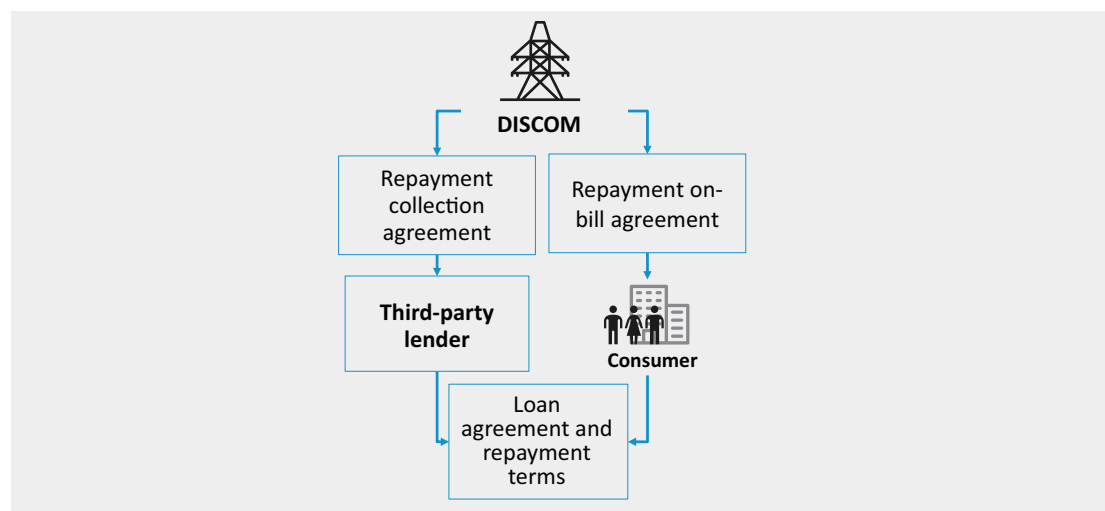 DISCOM
Repayment
collection
agreement
Repayment on-
bill agreement
Third-party
lender
Consumer
Loan
agreement and
repayment
terms